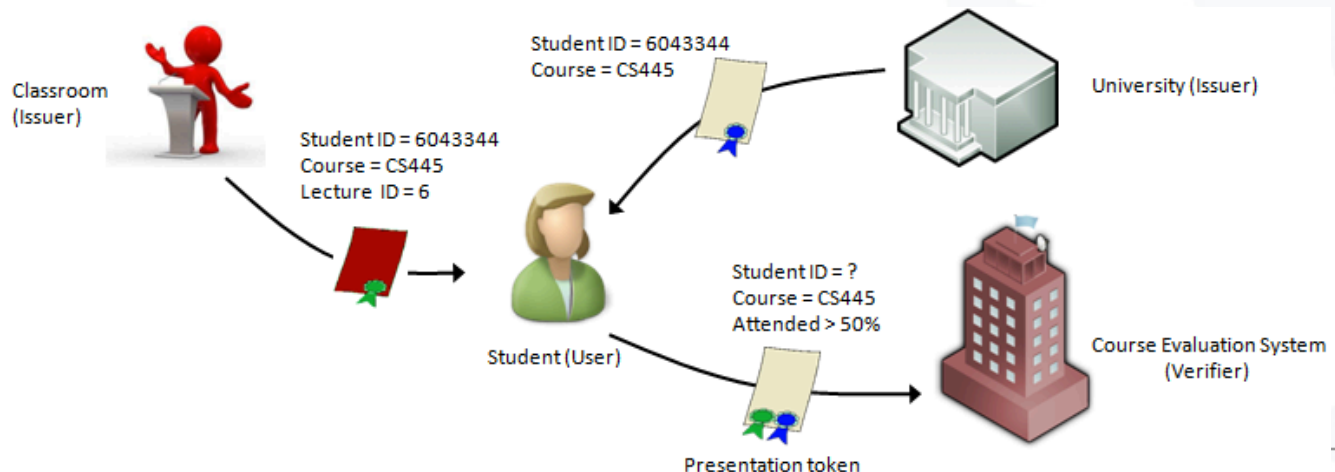 Classroom
(Issuer)
Student ID = 6043344
Course = CS445
Lecture ID = 6
Student ID = 6043344
Course = CS445
University (Issuer)
Student (User)
Student ID = ?
Course = CS445
Attended > 50%
Course Evaluation System
(Verifier)
Presentation token